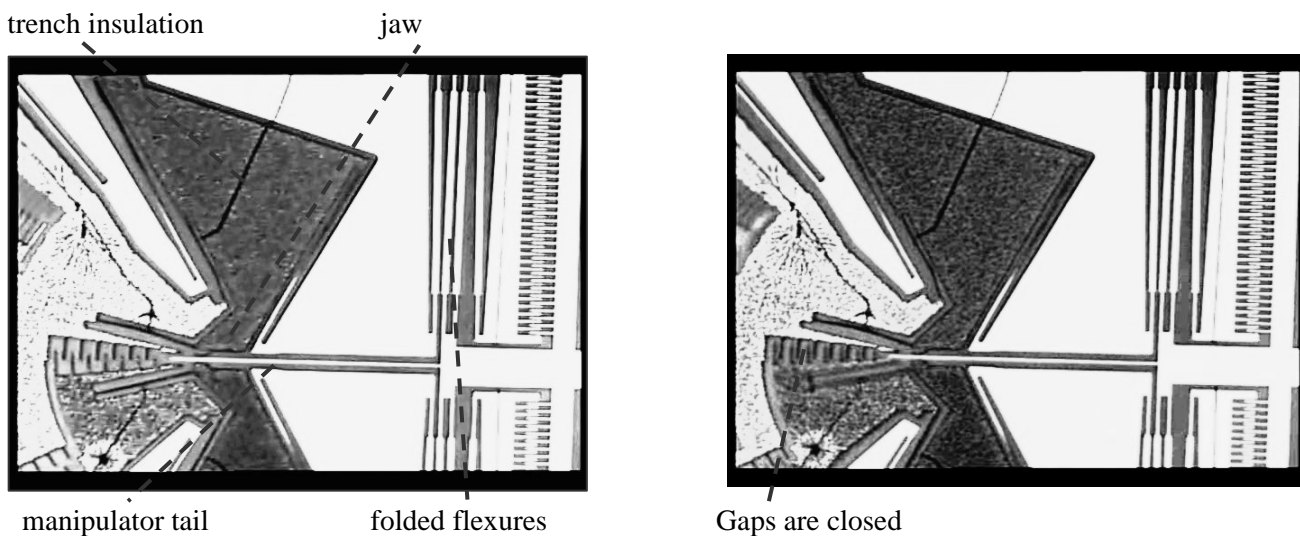 trench insulation
jaw
manipulator tail
folded flexures
Gaps are closed